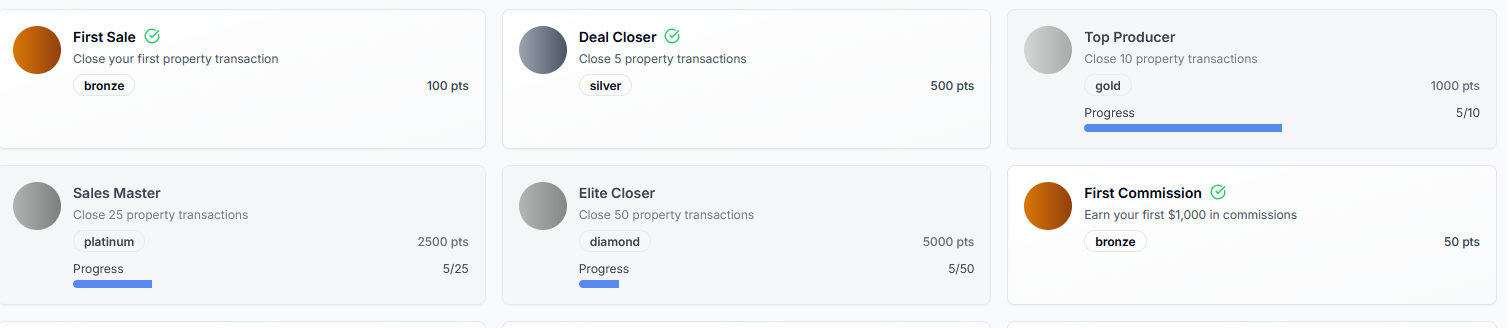 First Sale
Close your first property transaction
bronze
100 pts
Deal Closer
Close 5 property transactions
silver
500 pts
Top Producer
Close 10 property transactions
gold
1000 pts
Progress
5/10
Sales Master
Close 25 property transactions
platinum
2500 pts
Progress
5/25
Elite Closer
Close 50 property transactions
diamond
5000 pts
Progress
5/50
First Commission
Earn your first $1,000 in commissions
bronze
50 pts